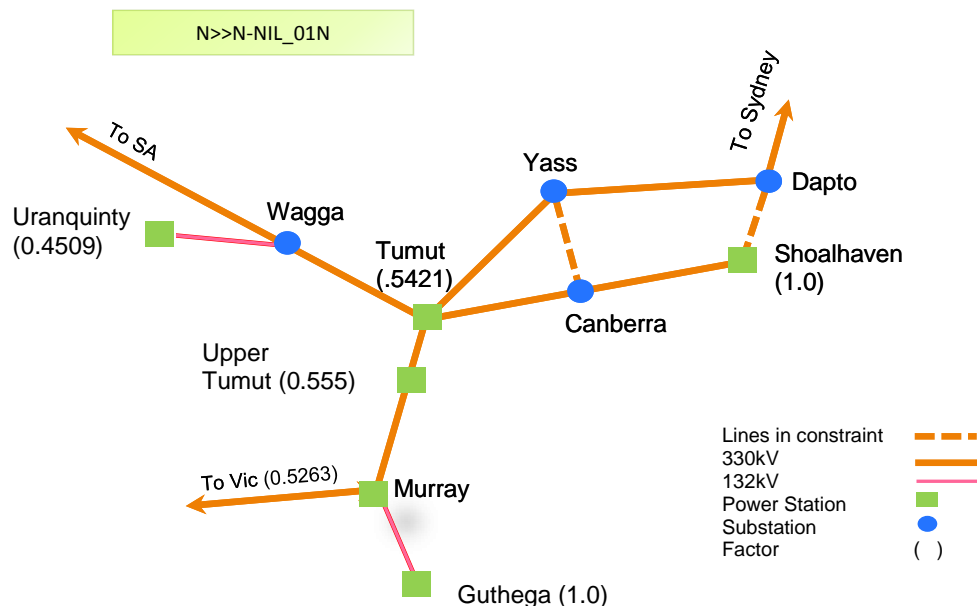 N>>N-NIL_01N
To SA
To Sydney
Yass
Dapto
Uranquinty
(0.4509)
Wagga
Tumut
(.5421)
Shoalhaven
(1.0)
Canberra
Upper
Tumut (0.555)
To Vic (0.5263)
Murray
Guthega (1.0)
Lines in constraint
330kV
132kV
Power Station
Substation
Factor ( )